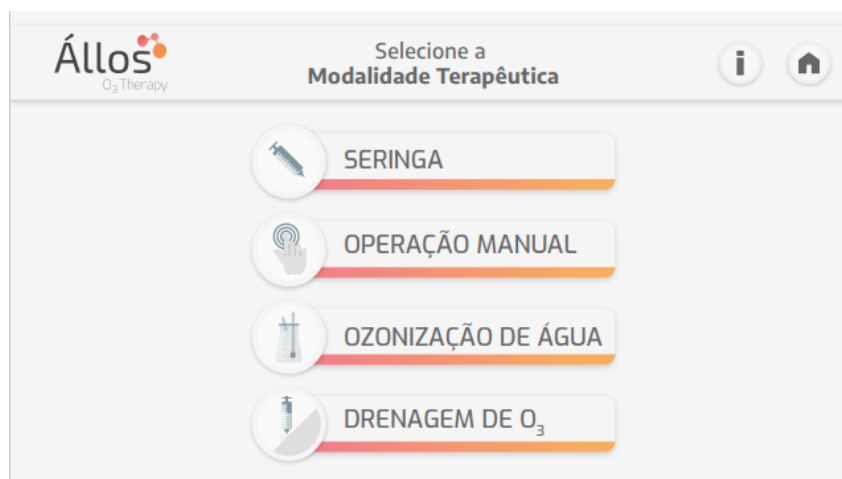 Állos
O₃ Therapy
Selecione a
Modalidade Terapêutica
i
SERINGA
OPERAÇÃO MANUAL
OZONIZAÇÃO DE ÁGUA
DRENAGEM DE O₃